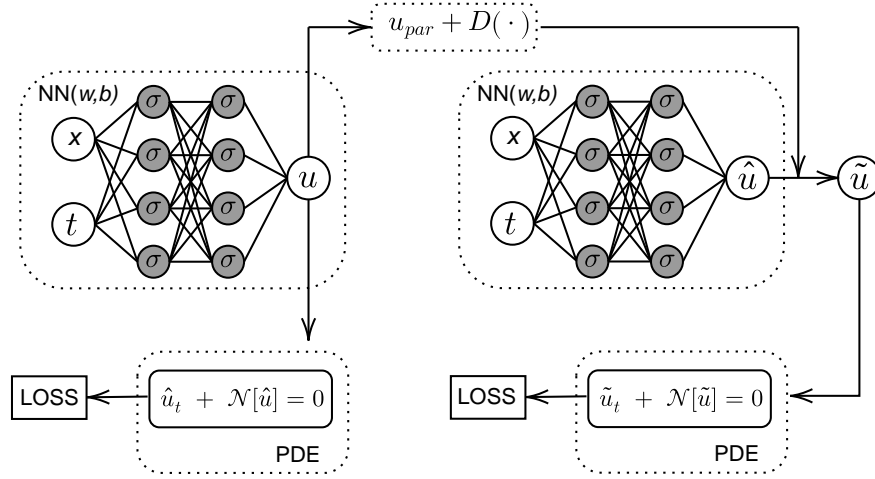 u_{par} + D(·)
NN(w,b)
σ σ
x
σ σ
u
t
σ σ
σ σ
NN(w,b)
σ σ
x
σ σ
û ũ
t
σ σ
σ σ
LOSS
û_t + 𝒩[û] = 0
PDE
LOSS
ũ_t + 𝒩[ũ] = 0
PDE